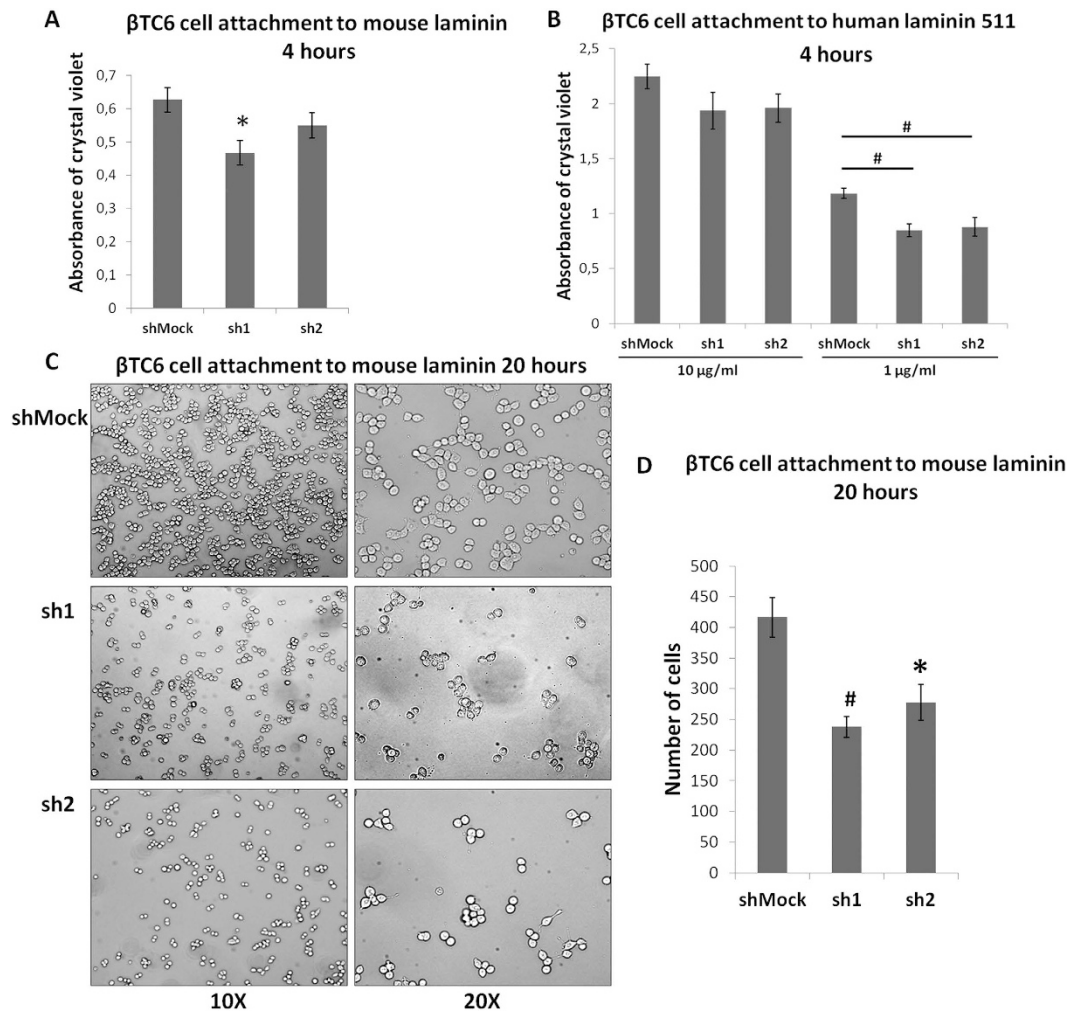 A
βTC6 cell attachment to mouse laminin
4 hours
Absorbance of crystal violet
0,7
0,6
0,5
0,4
0,3
0,2
0,1
0
*
shMock sh1 sh2
B
βTC6 cell attachment to human laminin 511
4 hours
Absorbance of crystal violet
2,5
2
1,5
1
0,5
0
#
#
shMock sh1 sh2 shMock sh1 sh2
10 µg/ml 1 µg/ml
C
βTC6 cell attachment to mouse laminin 20 hours
shMock
sh1
sh2
10X 20X
D
βTC6 cell attachment to mouse laminin
20 hours
Number of cells
500
450
400
350
300
250
200
150
100
50
0
# *
shMock sh1 sh2